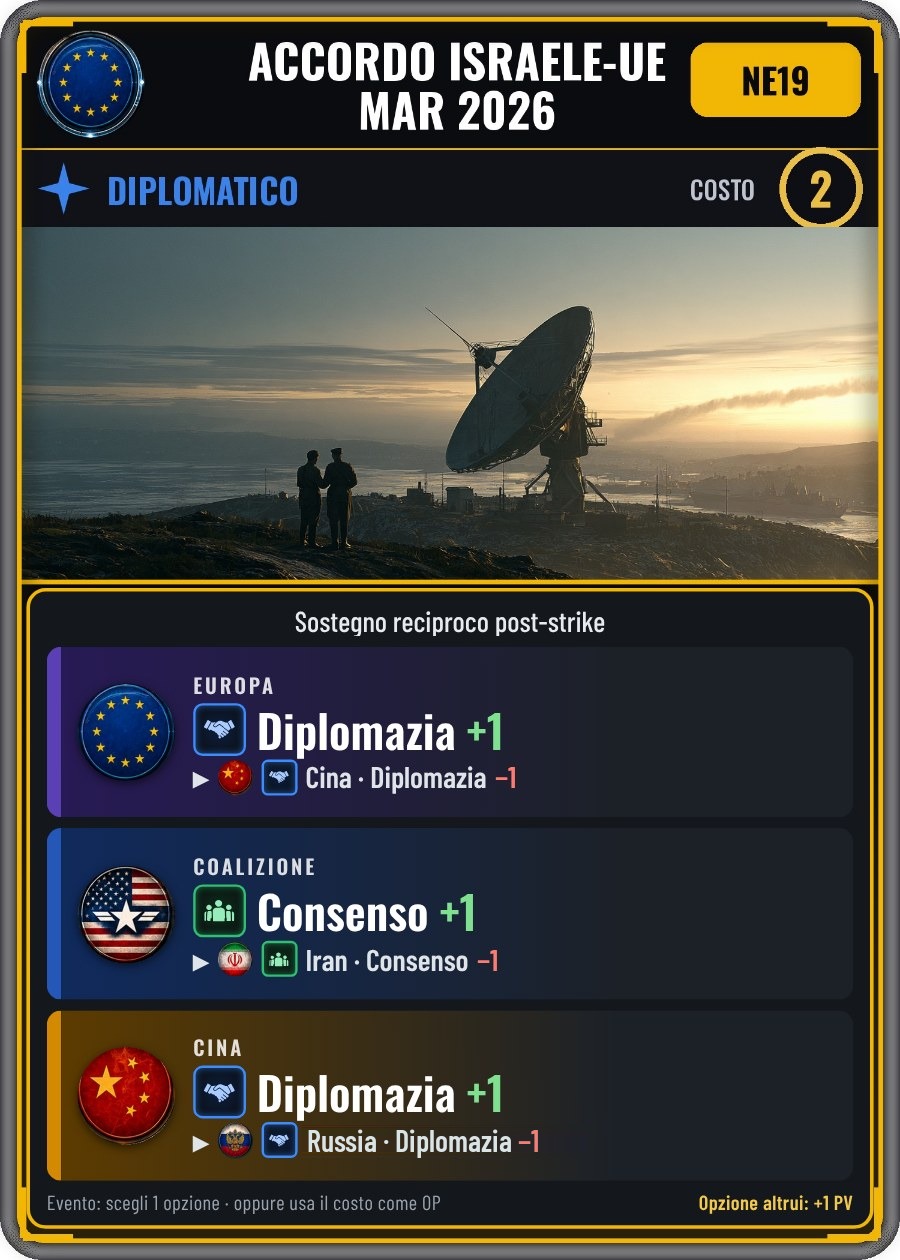 ACCORDO ISRAELE-UE
MAR 2026
NE19
DIPLOMATICO
COSTO
2
Sostegno reciproco post-strike
EUROPA
Diplomazia +1
▶ Cina · Diplomazia −1
COALIZIONE
Consenso +1
▶ Iran · Consenso −1
CINA
Diplomazia +1
▶ Russia · Diplomazia −1
Evento: scegli 1 opzione · oppure usa il costo come OP
Opzione altrui: +1 PV